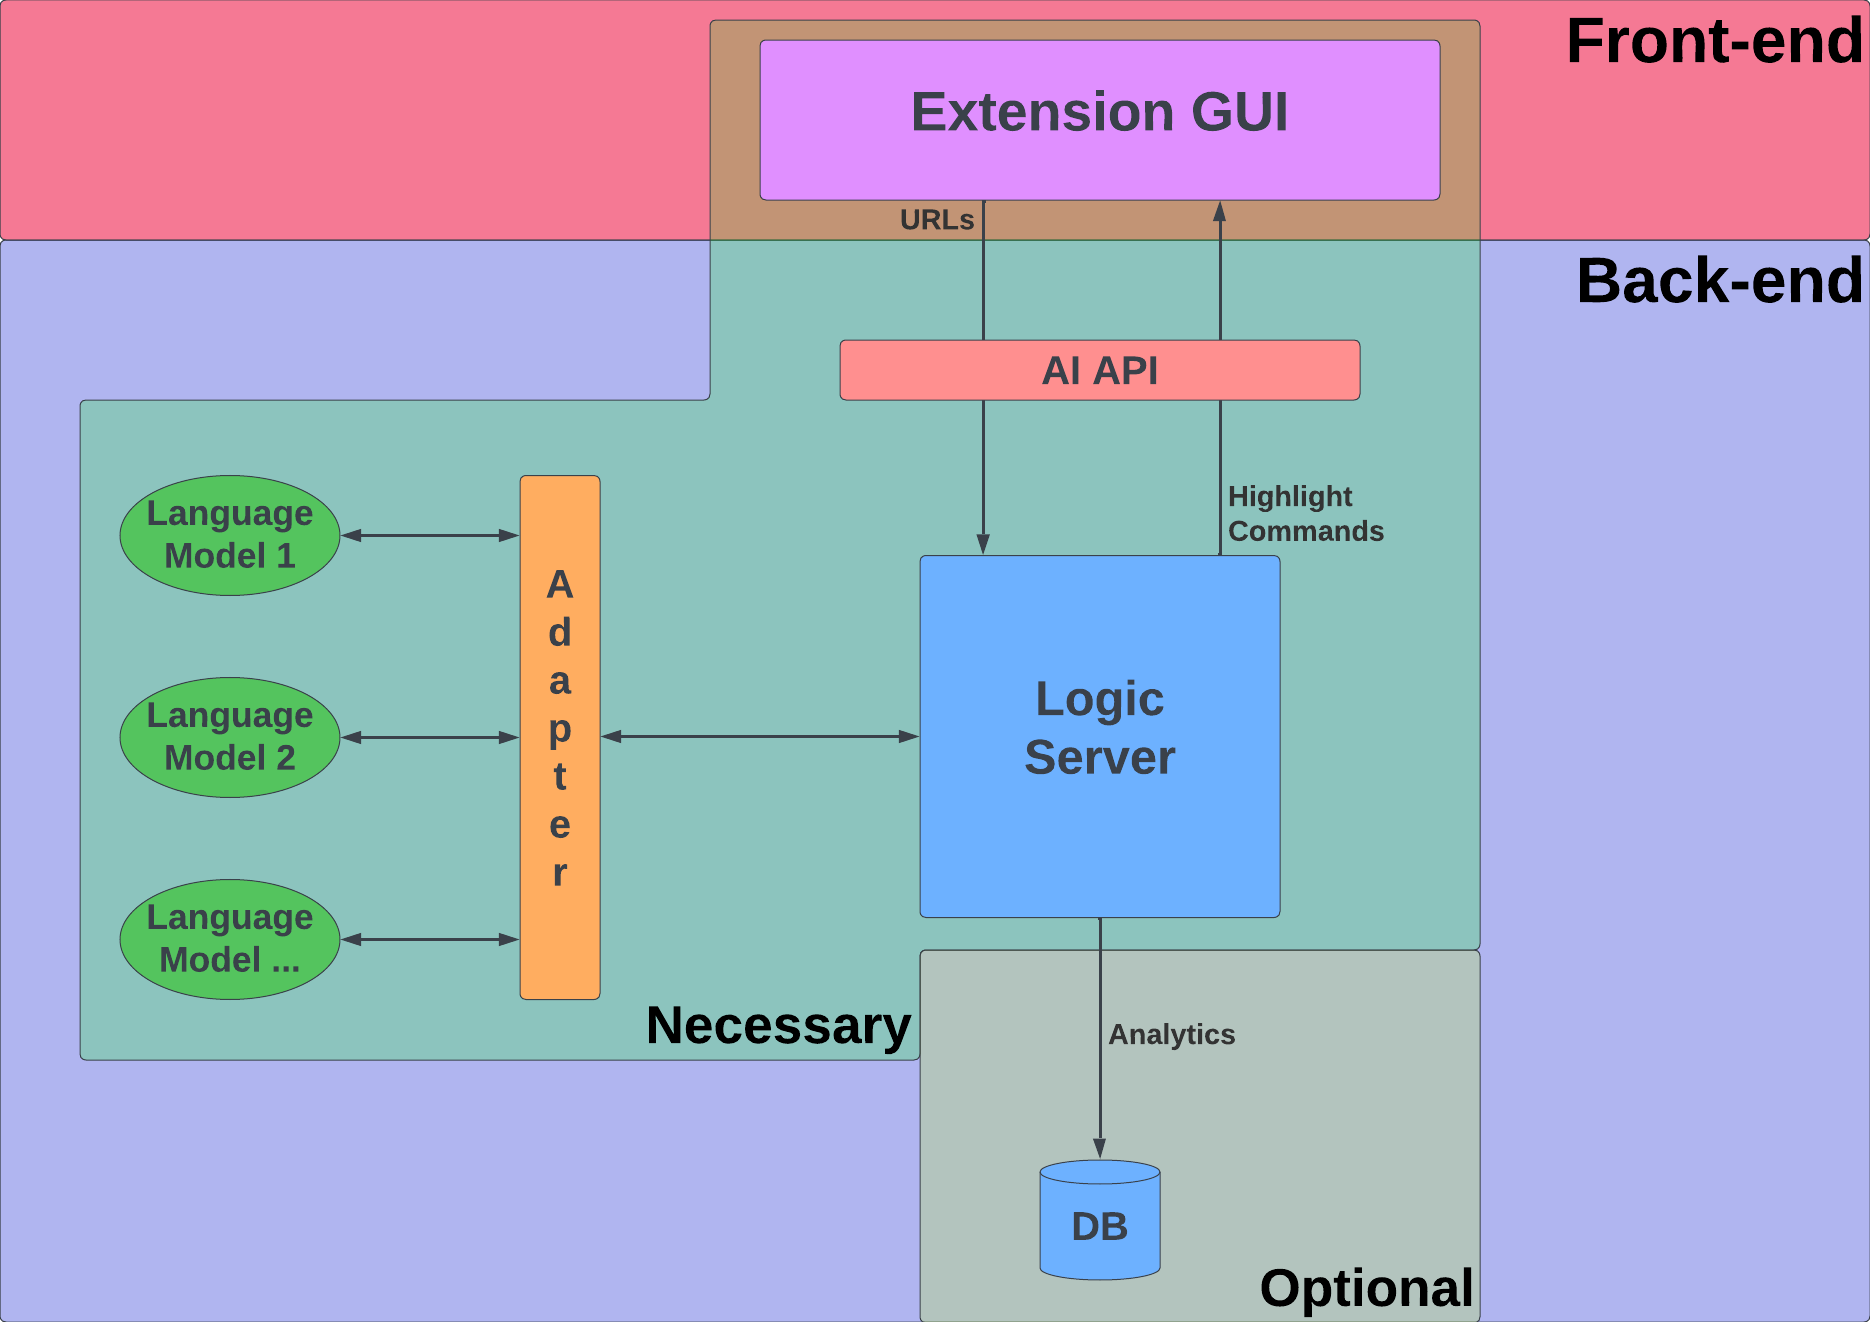 Front-end
Extension GUI
URLs
Back-end
AI API
Highlight
Commands
Language
Model 1
Language
Model 2
Language
Model ...
A
d
a
p
t
e
r
Logic
Server
Necessary
Analytics
DB
Optional